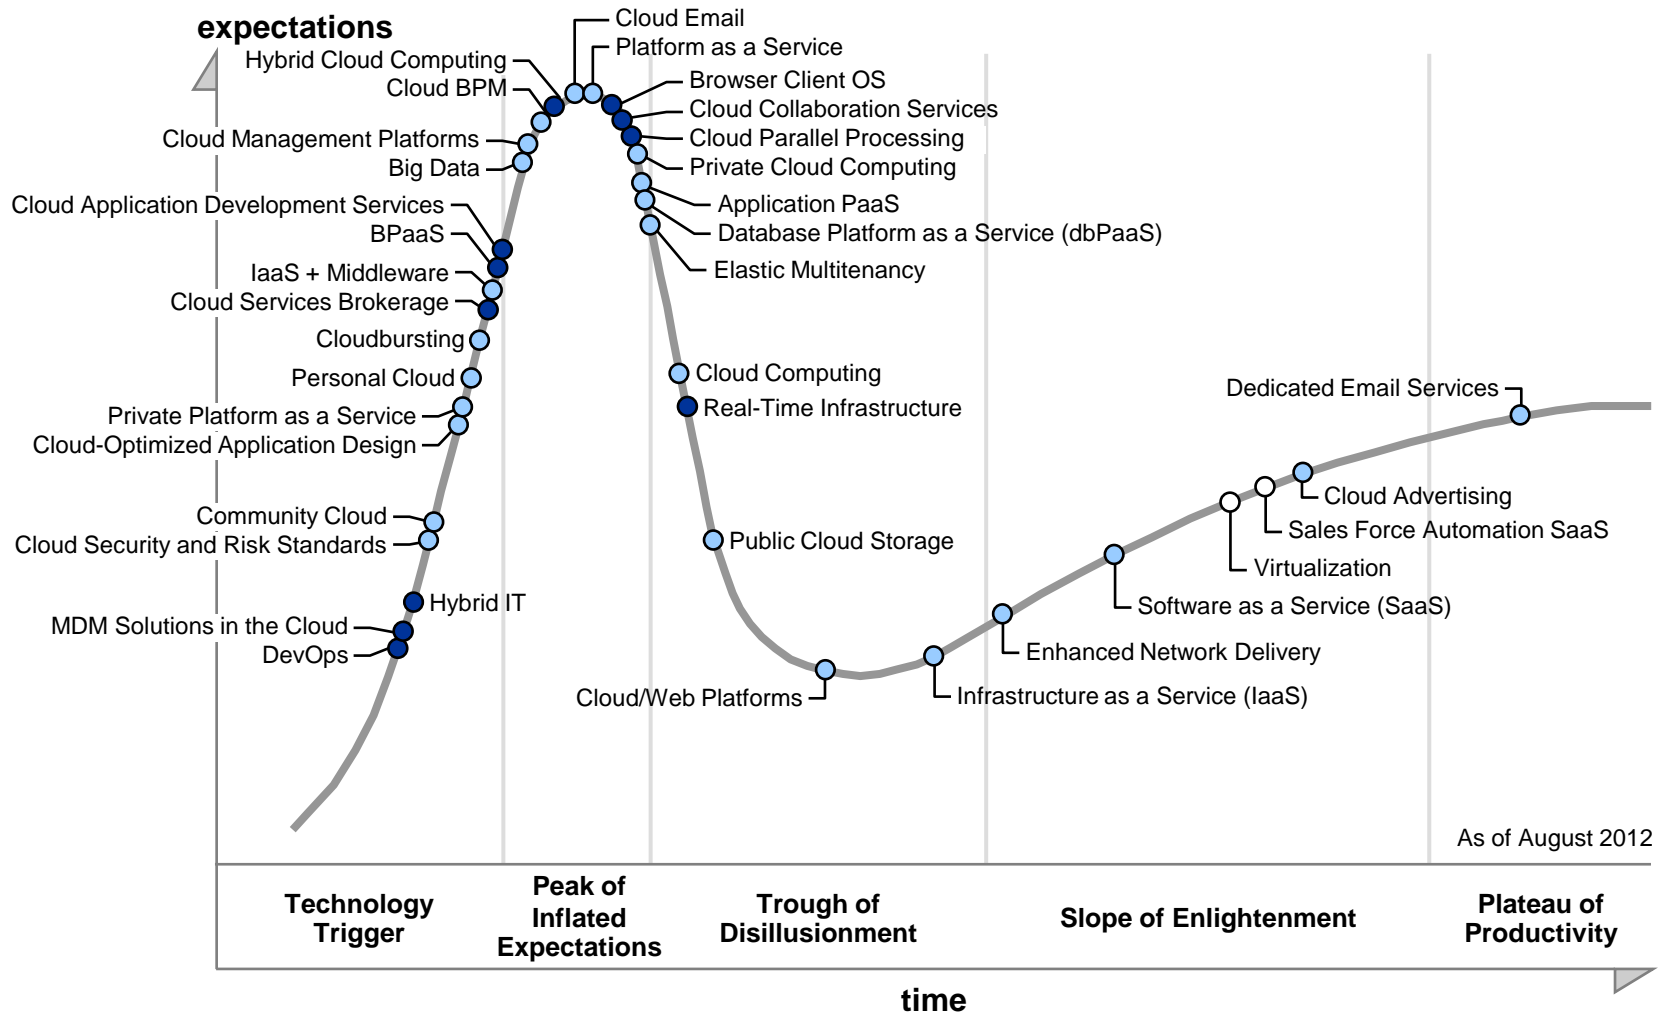 expectations
Cloud Email
Platform as a Service
Hybrid Cloud Computing
Cloud BPM
Browser Client OS
Cloud Collaboration Services
Cloud Management Platforms
Cloud Parallel Processing
Big Data
Private Cloud Computing
Cloud Application Development Services
Application PaaS
BPaaS
Database Platform as a Service (dbPaaS)
IaaS + Middleware
Elastic Multitenancy
Cloud Services Brokerage
Cloudbursting
Personal Cloud
Cloud Computing
Private Platform as a Service
Real-Time Infrastructure
Cloud-Optimized Application Design
Dedicated Email Services
Community Cloud
Cloud Advertising
Cloud Security and Risk Standards
Public Cloud Storage
Sales Force Automation SaaS
Virtualization
Hybrid IT
Software as a Service (SaaS)
MDM Solutions in the Cloud
DevOps
Enhanced Network Delivery
Cloud/Web Platforms
Infrastructure as a Service (IaaS)
As of August 2012
Technology
Trigger
Peak of
Inflated
Expectations
Trough of
Disillusionment
Slope of Enlightenment
Plateau of
Productivity
time